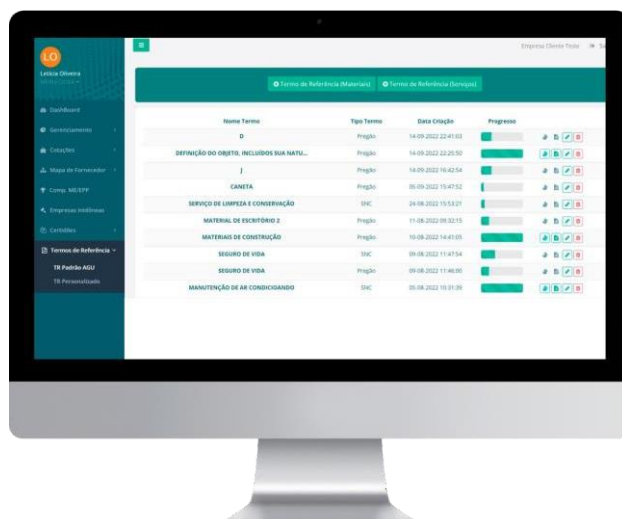 LO
Letícia Oliveira
Empresa Cliente Teste
Dashboard
Gerenciamento
Cotações
Mapa de Fornecedor
Comp. ME/EPP
Empresas Inidôneas
Certidões
Termos de Referência
TR Padrão AGU
TR Personalizado
Termo de Referência (Materiais) Termo de Referência (Serviços)
Nome Termo Tipo Termo Data Criação Progresso
D Pregão 14-09-2022 22:41:03
DEFINIÇÃO DO OBJETO, INCLUÍDOS SUA NATU... Pregão 14-09-2022 22:25:50
J Pregão 14-09-2022 16:42:54
CANETA Pregão 05-09-2022 15:47:52
SERVIÇO DE LIMPEZA E CONSERVAÇÃO SNC 24-08-2022 15:53:21
MATERIAL DE ESCRITÓRIO 2 Pregão 11-08-2022 09:32:15
MATERIAIS DE CONSTRUÇÃO Pregão 10-08-2022 14:41:05
SEGURO DE VIDA SNC 09-08-2022 11:47:54
SEGURO DE VIDA Pregão 09-08-2022 11:46:00
MANUTENÇÃO DE AR CONDICIOANDO SNC 05-08-2022 10:31:39